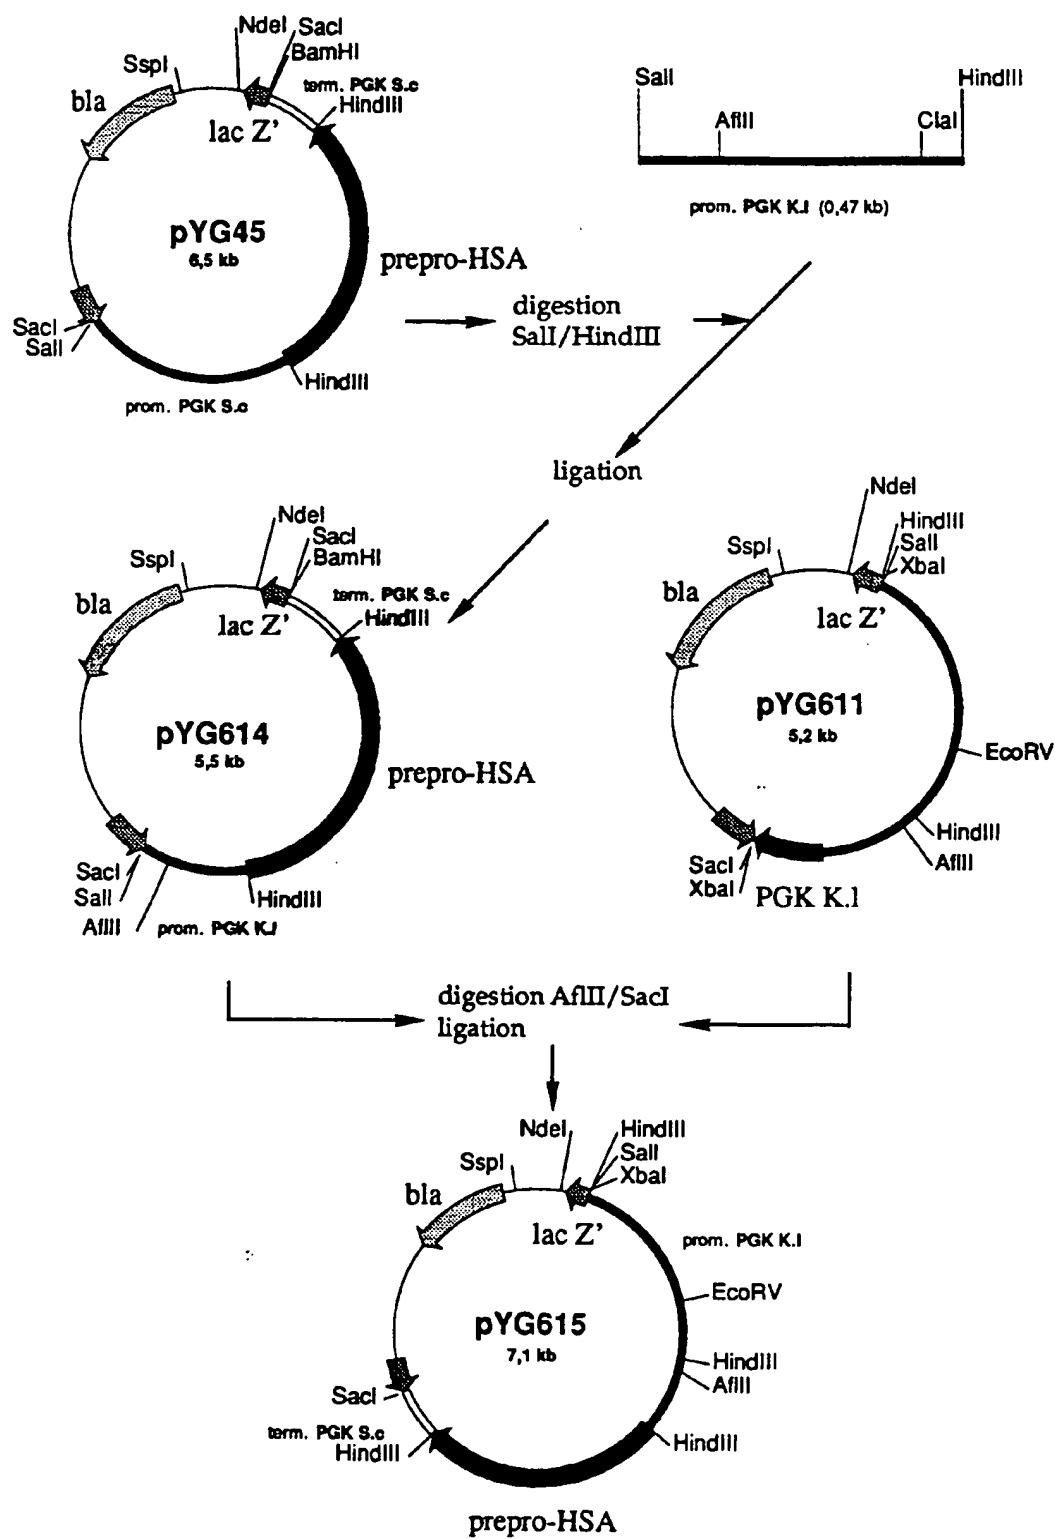 NdeI
SacI
BamHI
SspI
term. PGK S.c
HindIII
bla
lac Z'
pYG45
6,5 kb
prepro-HSA
SacI
SalI
HindIII
prom. PGK S.c
SalI
HindIII
AflII
ClaI
prom. PGK K.l (0,47 kb)
digestion
SalI/HindIII
ligation
NdeI
SacI
BamHI
SspI
term. PGK S.c
HindIII
bla
lac Z'
pYG614
5,5 kb
prepro-HSA
SacI
SalI
AflII
HindIII
prom. PGK K.l
NdeI
HindIII
SalI
XbaI
SspI
bla
lac Z'
pYG611
5,2 kb
EcoRV
HindIII
AflII
SacI
XbaI
PGK K.l
digestion AflII/SacI
ligation
NdeI
HindIII
SalI
XbaI
SspI
bla
lac Z'
prom. PGK K.l
EcoRV
pYG615
7,1 kb
HindIII
AflII
SacI
term. PGK S.c
HindIII
HindIII
prepro-HSA